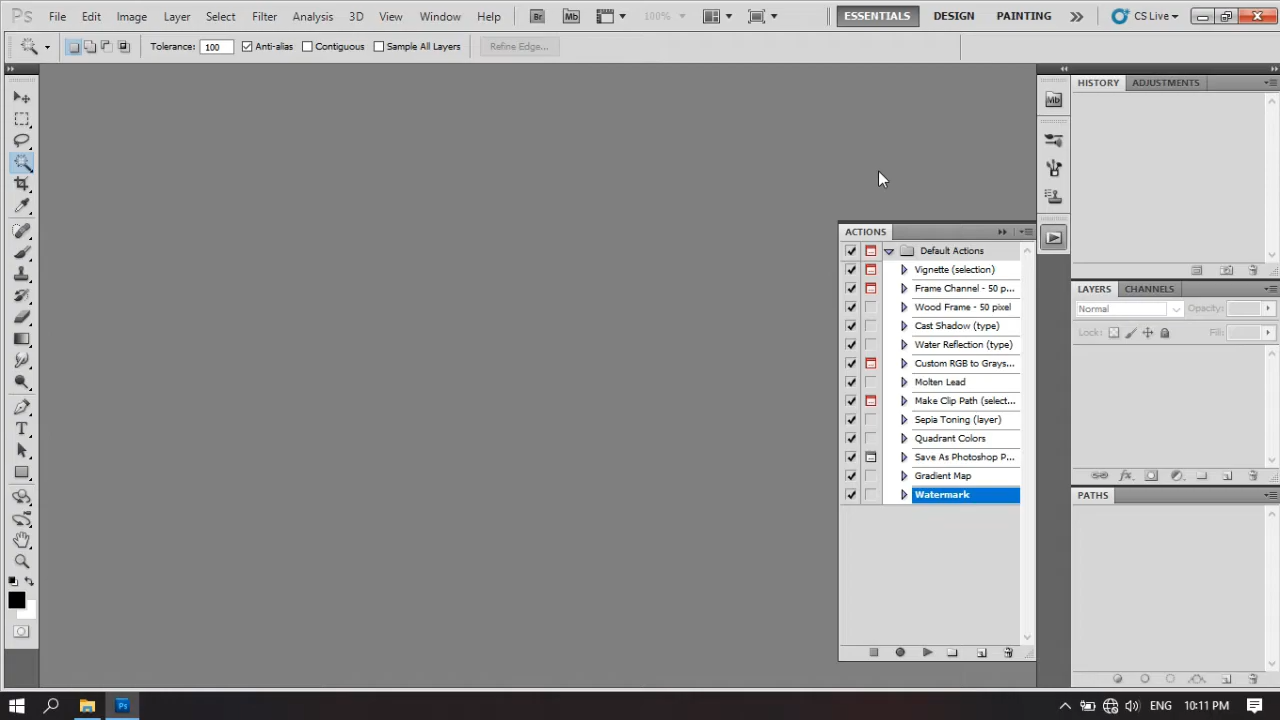 Ps File Edit Image Layer Select Filter Analysis 3D View Window Help Br Mb 100% ESSENTIALS DESIGN PAINTING CS Live
Tolerance: 100 Anti-alias Contiguous Sample All Layers Refine Edge...
Mb
HISTORY ADJUSTMENTS
ACTIONS
Default Actions
Vignette (selection)
Frame Channel - 50 p...
Wood Frame - 50 pixel
Cast Shadow (type)
Water Reflection (type)
Custom RGB to Grays...
Molten Lead
Make Clip Path (select...
Sepia Toning (layer)
Quadrant Colors
Save As Photoshop P...
Gradient Map
Watermark
LAYERS CHANNELS
Normal Opacity:
Lock: Fill:
PATHS
Ps ENG 10:11 PM